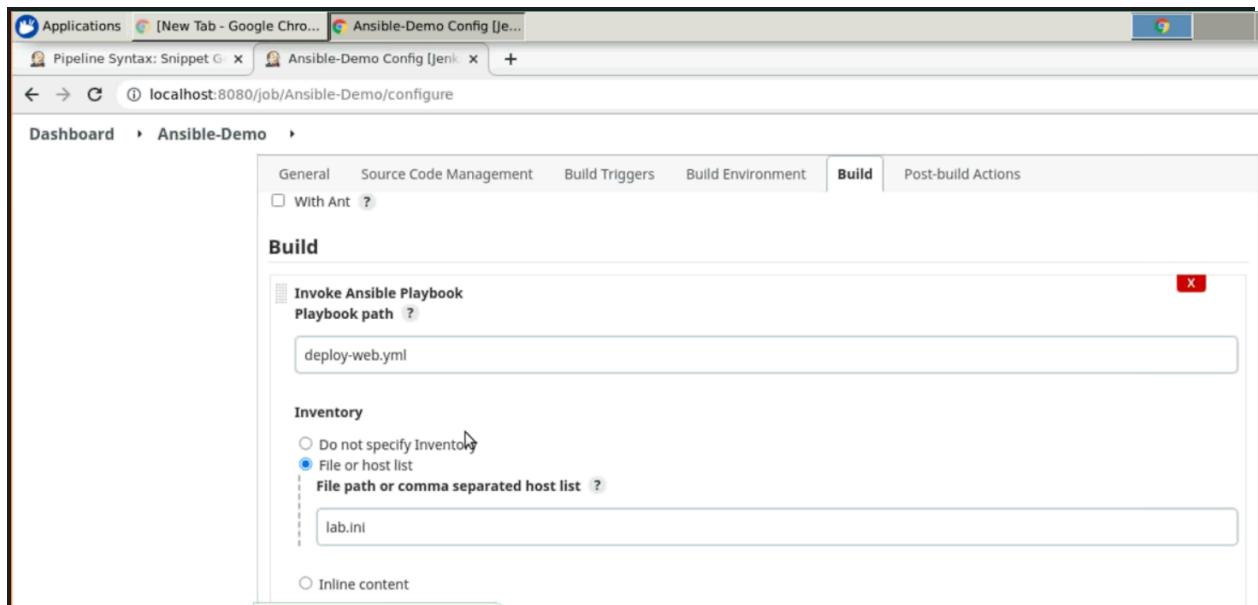 Applications [New Tab - Google Chro... Ansible-Demo Config [Je...
Pipeline Syntax: Snippet G x Ansible-Demo Config [Jenk x +
localhost:8080/job/Ansible-Demo/configure
Dashboard Ansible-Demo
General Source Code Management Build Triggers Build Environment Build Post-build Actions
With Ant ?
Build
X
Invoke Ansible Playbook
Playbook path ?
deploy-web.yml
Inventory
Do not specify Inventory
File or host list
File path or comma separated host list ?
lab.ini
Inline content